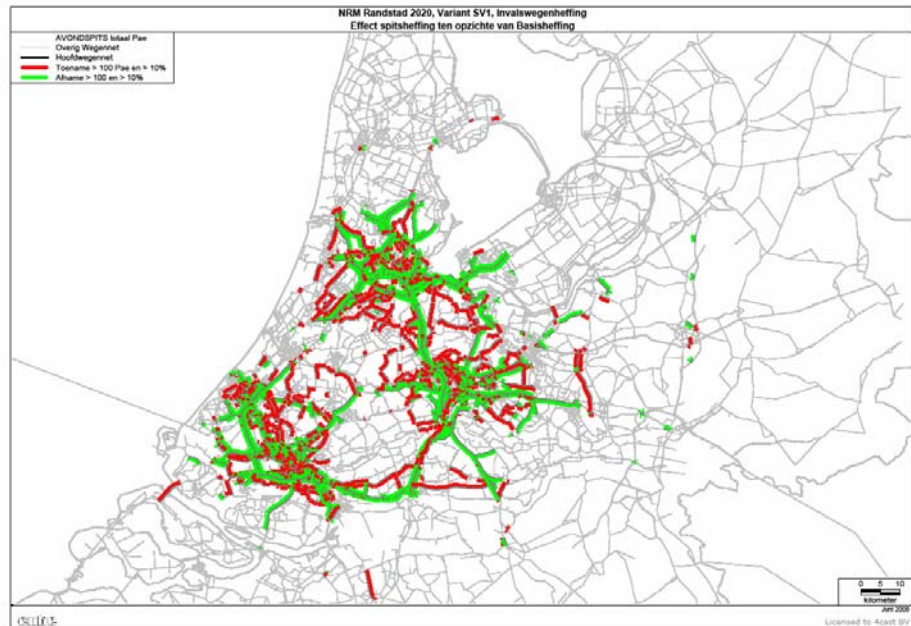 NRM Randstad 2020, Variant SV1, Invalswegenheffing
Effect spitsheffing ten opzichte van Basisheffing
AVONDSPITS totaal Pae
Overig Wegennet
Hoofdwegennet
Toename > 100 Pae en > 10%
Afname > 100 en > 10%
0 5 10
kilometer
Juni 2008
Licensed to 4cast BV